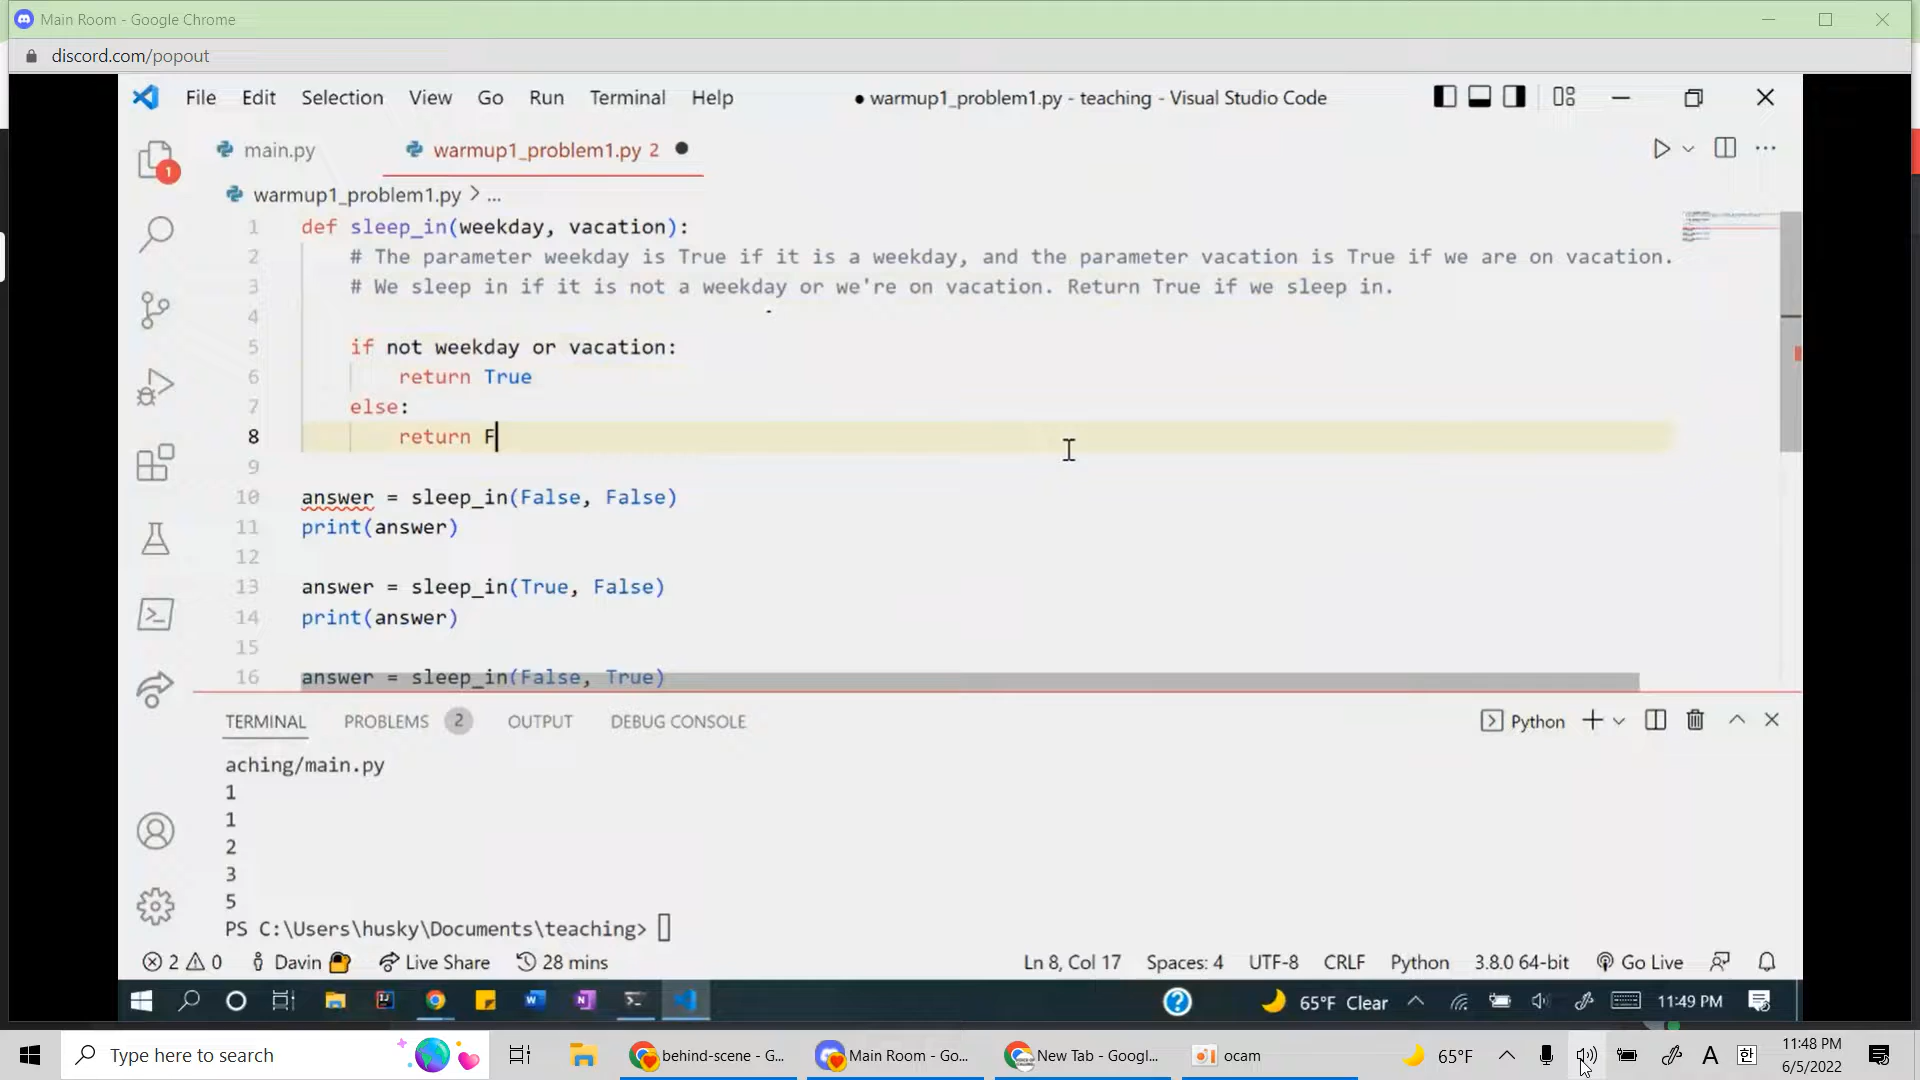 Main Room - Google Chrome
discord.com/popout
File Edit Selection View Go Run Terminal Help ● warmup1_problem1.py - teaching - Visual Studio Code
1
main.py warmup1_problem1.py 2 ●
warmup1_problem1.py > ...
1 def sleep_in(weekday, vacation):
2 # The parameter weekday is True if it is a weekday, and the parameter vacation is True if we are on vacation.
3 # We sleep in if it is not a weekday or we're on vacation. Return True if we sleep in.
4
5 if not weekday or vacation:
6 return True
7 else:
8 return F
9
10 answer = sleep_in(False, False)
11 print(answer)
12
13 answer = sleep_in(True, False)
14 print(answer)
15
16 answer = sleep_in(False, True)
TERMINAL PROBLEMS 2 OUTPUT DEBUG CONSOLE Python
aching/main.py
1
1
2
3
5
PS C:\Users\husky\Documents\teaching>
2 0 Davin Live Share 28 mins Ln 8, Col 17 Spaces: 4 UTF-8 CRLF Python 3.8.0 64-bit Go Live
65°F Clear 11:49 PM
Type here to search behind-scene - G... Main Room - Go... New Tab - Googl... ocam 65°F A 한 11:48 PM
6/5/2022